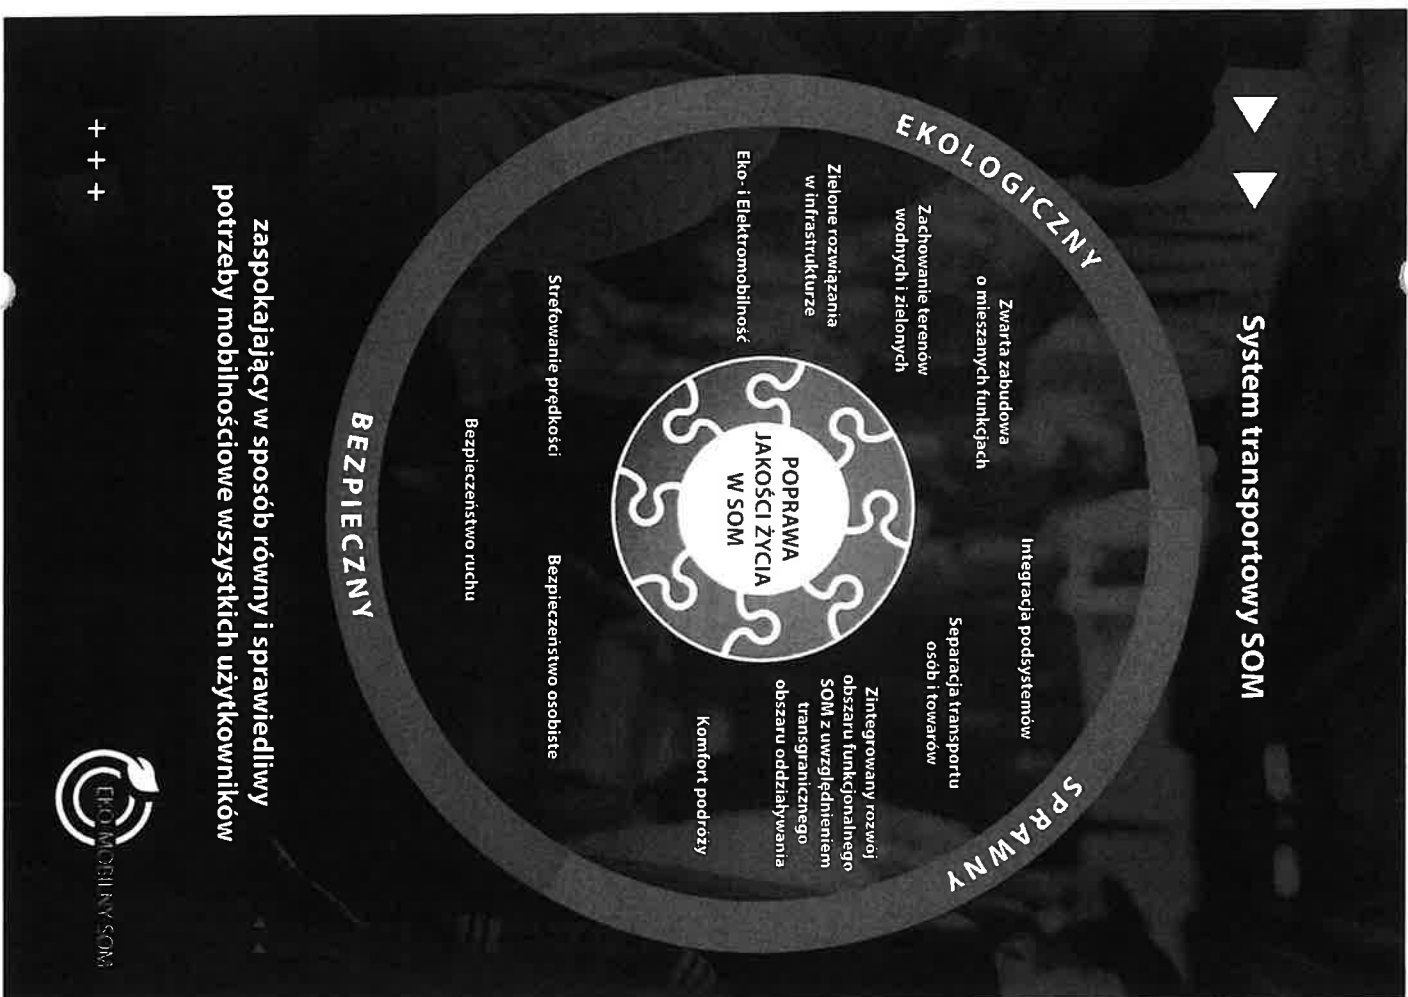 System transportowy SOM
EKOLOGICZNY
SPRAWNY
BEZPIECZNY
Zwarta zabudowa
o mieszanych funkcjach
Zachowanie terenów
wodnych i zielonych
Zielone rozwiązania
w infrastrukturze
Eko- i Elektromobilność
Integracja podsystemów
Separacja transportu
osób i towarów
Zintegrowany rozwój
obszaru funkcjonalnego
SOM z uwzględnieniem
transgranicznego
obszaru oddziaływania
Komfort podróży
POPRAWA
JAKOŚCI ŻYCIA
W SOM
Strefowanie prędkości
Bezpieczeństwo osobiste
Bezpieczeństwo ruchu
zaspokajający w sposób równy i sprawiedliwy
potrzeby mobilnościowe wszystkich użytkowników
+ + +
EKO MOBILNY SOM